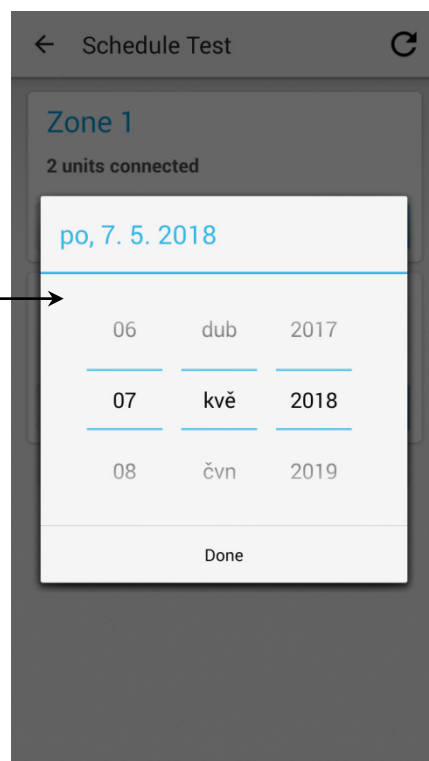 Schedule Test
Zone 1
2 units connected
po, 7. 5. 2018
06 dub 2017
07 kvě 2018
08 čvn 2019
Done